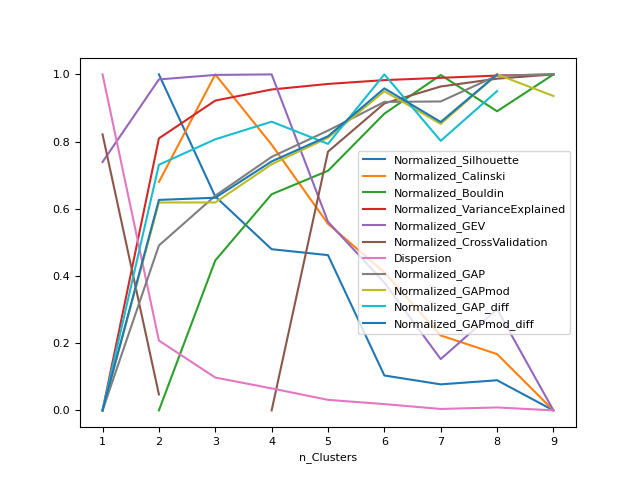 1.0
0.8
0.6
0.4
0.2
0.0
Normalized_Silhouette
Normalized_Calinski
Normalized_Bouldin
Normalized_VarianceExplained
Normalized_GEV
Normalized_CrossValidation
Dispersion
Normalized_GAP
Normalized_GAPmod
Normalized_GAP_diff
Normalized_GAPmod_diff
1 2 3 4 5 6 7 8 9
n_Clusters